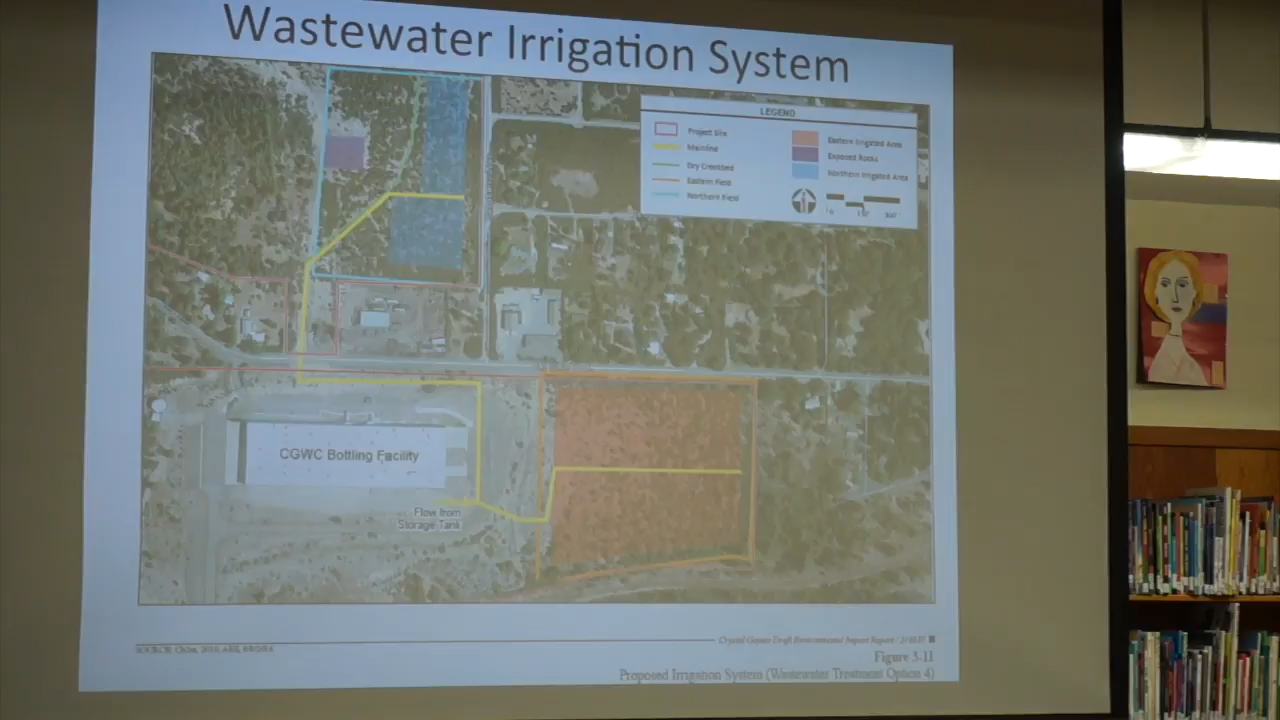 Wastewater Irrigation System
LEGEND
Project Site
Mainline
Dry Creekbed
Eastern Field
Northern Field
Eastern Irrigated Area
Exposed Rocks
Northern Irrigated Area
0
CGWC Bottling Facility
Flow from
Storage Tank
Crystal Geyser Draft Environmental Impact Report
SOURCE:
Figure 3-11
Proposed Irrigation System (Wastewater Treatment Option 4)